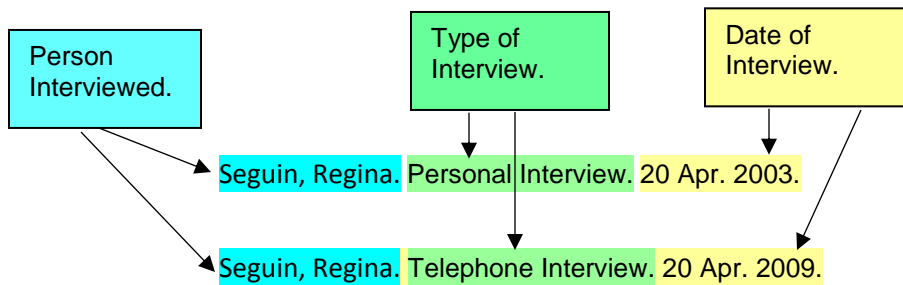 Person
Interviewed.
Type of
Interview.
Date of
Interview.
Seguin, Regina. Personal Interview. 20 Apr. 2003.
Seguin, Regina. Telephone Interview. 20 Apr. 2009.